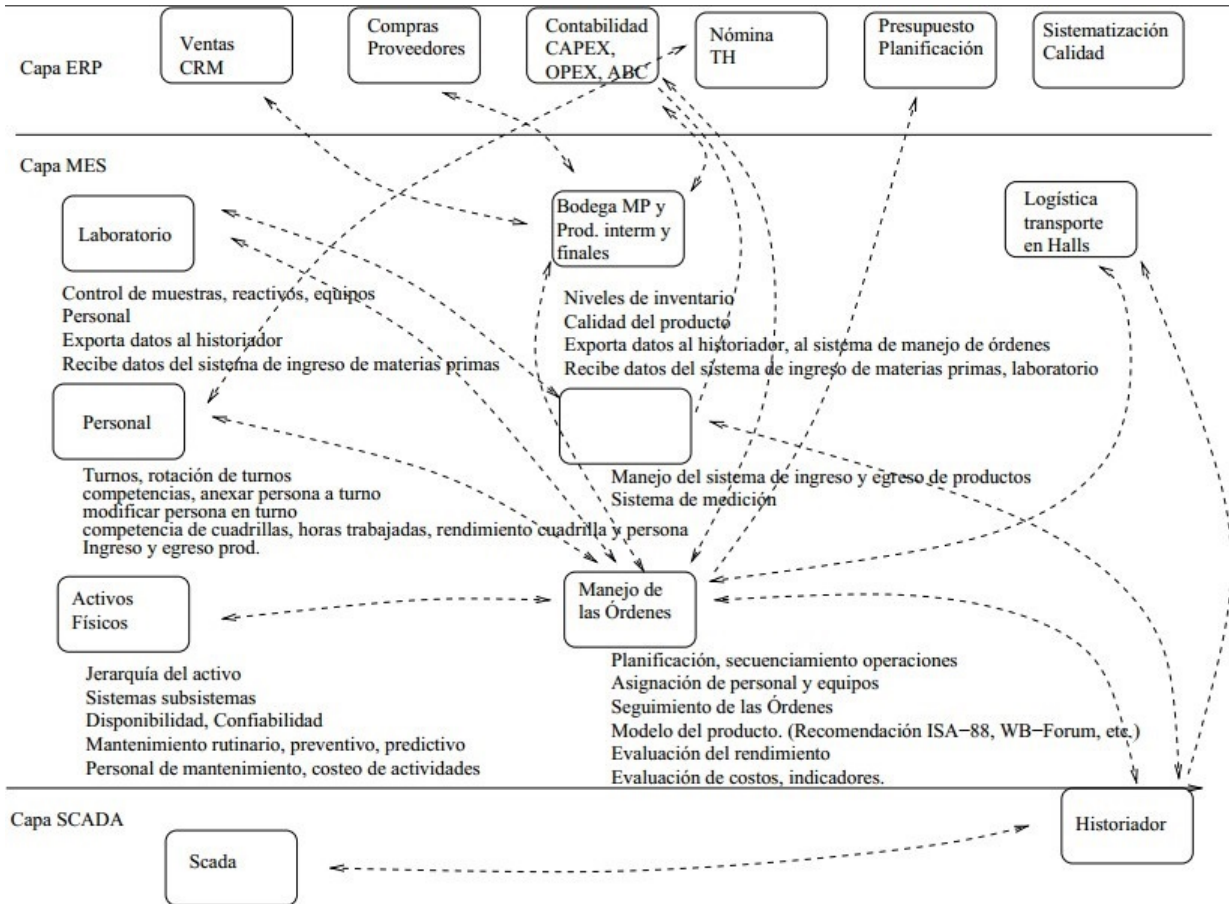 Capa ERP
Ventas
CRM
Compras
Proveedores
Contabilidad
CAPEX,
OPEX, ABC
Nómina
TH
Presupuesto
Planificación
Sistematización
Calidad
Capa MES
Laboratorio
Control de muestras, reactivos, equipos
Personal
Exporta datos al historiador
Recibe datos del sistema de ingreso de materias primas
Bodega MP y
Prod. interm y
finales
Niveles de inventario
Calidad del producto
Exporta datos al historiador, al sistema de manejo de órdenes
Recibe datos del sistema de ingreso de materias primas, laboratorio
Logística
transporte
en Halls
Personal
Turnos, rotación de turnos
competencias, anexar persona a turno
modificar persona en turno
competencia de cuadrillas, horas trabajadas, rendimiento cuadrilla y persona
Ingreso y egreso prod.
Manejo del sistema de ingreso y egreso de productos
Sistema de medición
Activos
Físicos
Jerarquía del activo
Sistemas subsistemas
Disponibilidad, Confiabilidad
Mantenimiento rutinario, preventivo, predictivo
Personal de mantenimiento, costeo de actividades
Manejo de
las Órdenes
Planificación, secuenciamiento operaciones
Asignación de personal y equipos
Seguimiento de las Órdenes
Modelo del producto. (Recomendación ISA−88, WB−Forum, etc.)
Evaluación del rendimiento
Evaluación de costos, indicadores.
Capa SCADA
Scada
Historiador